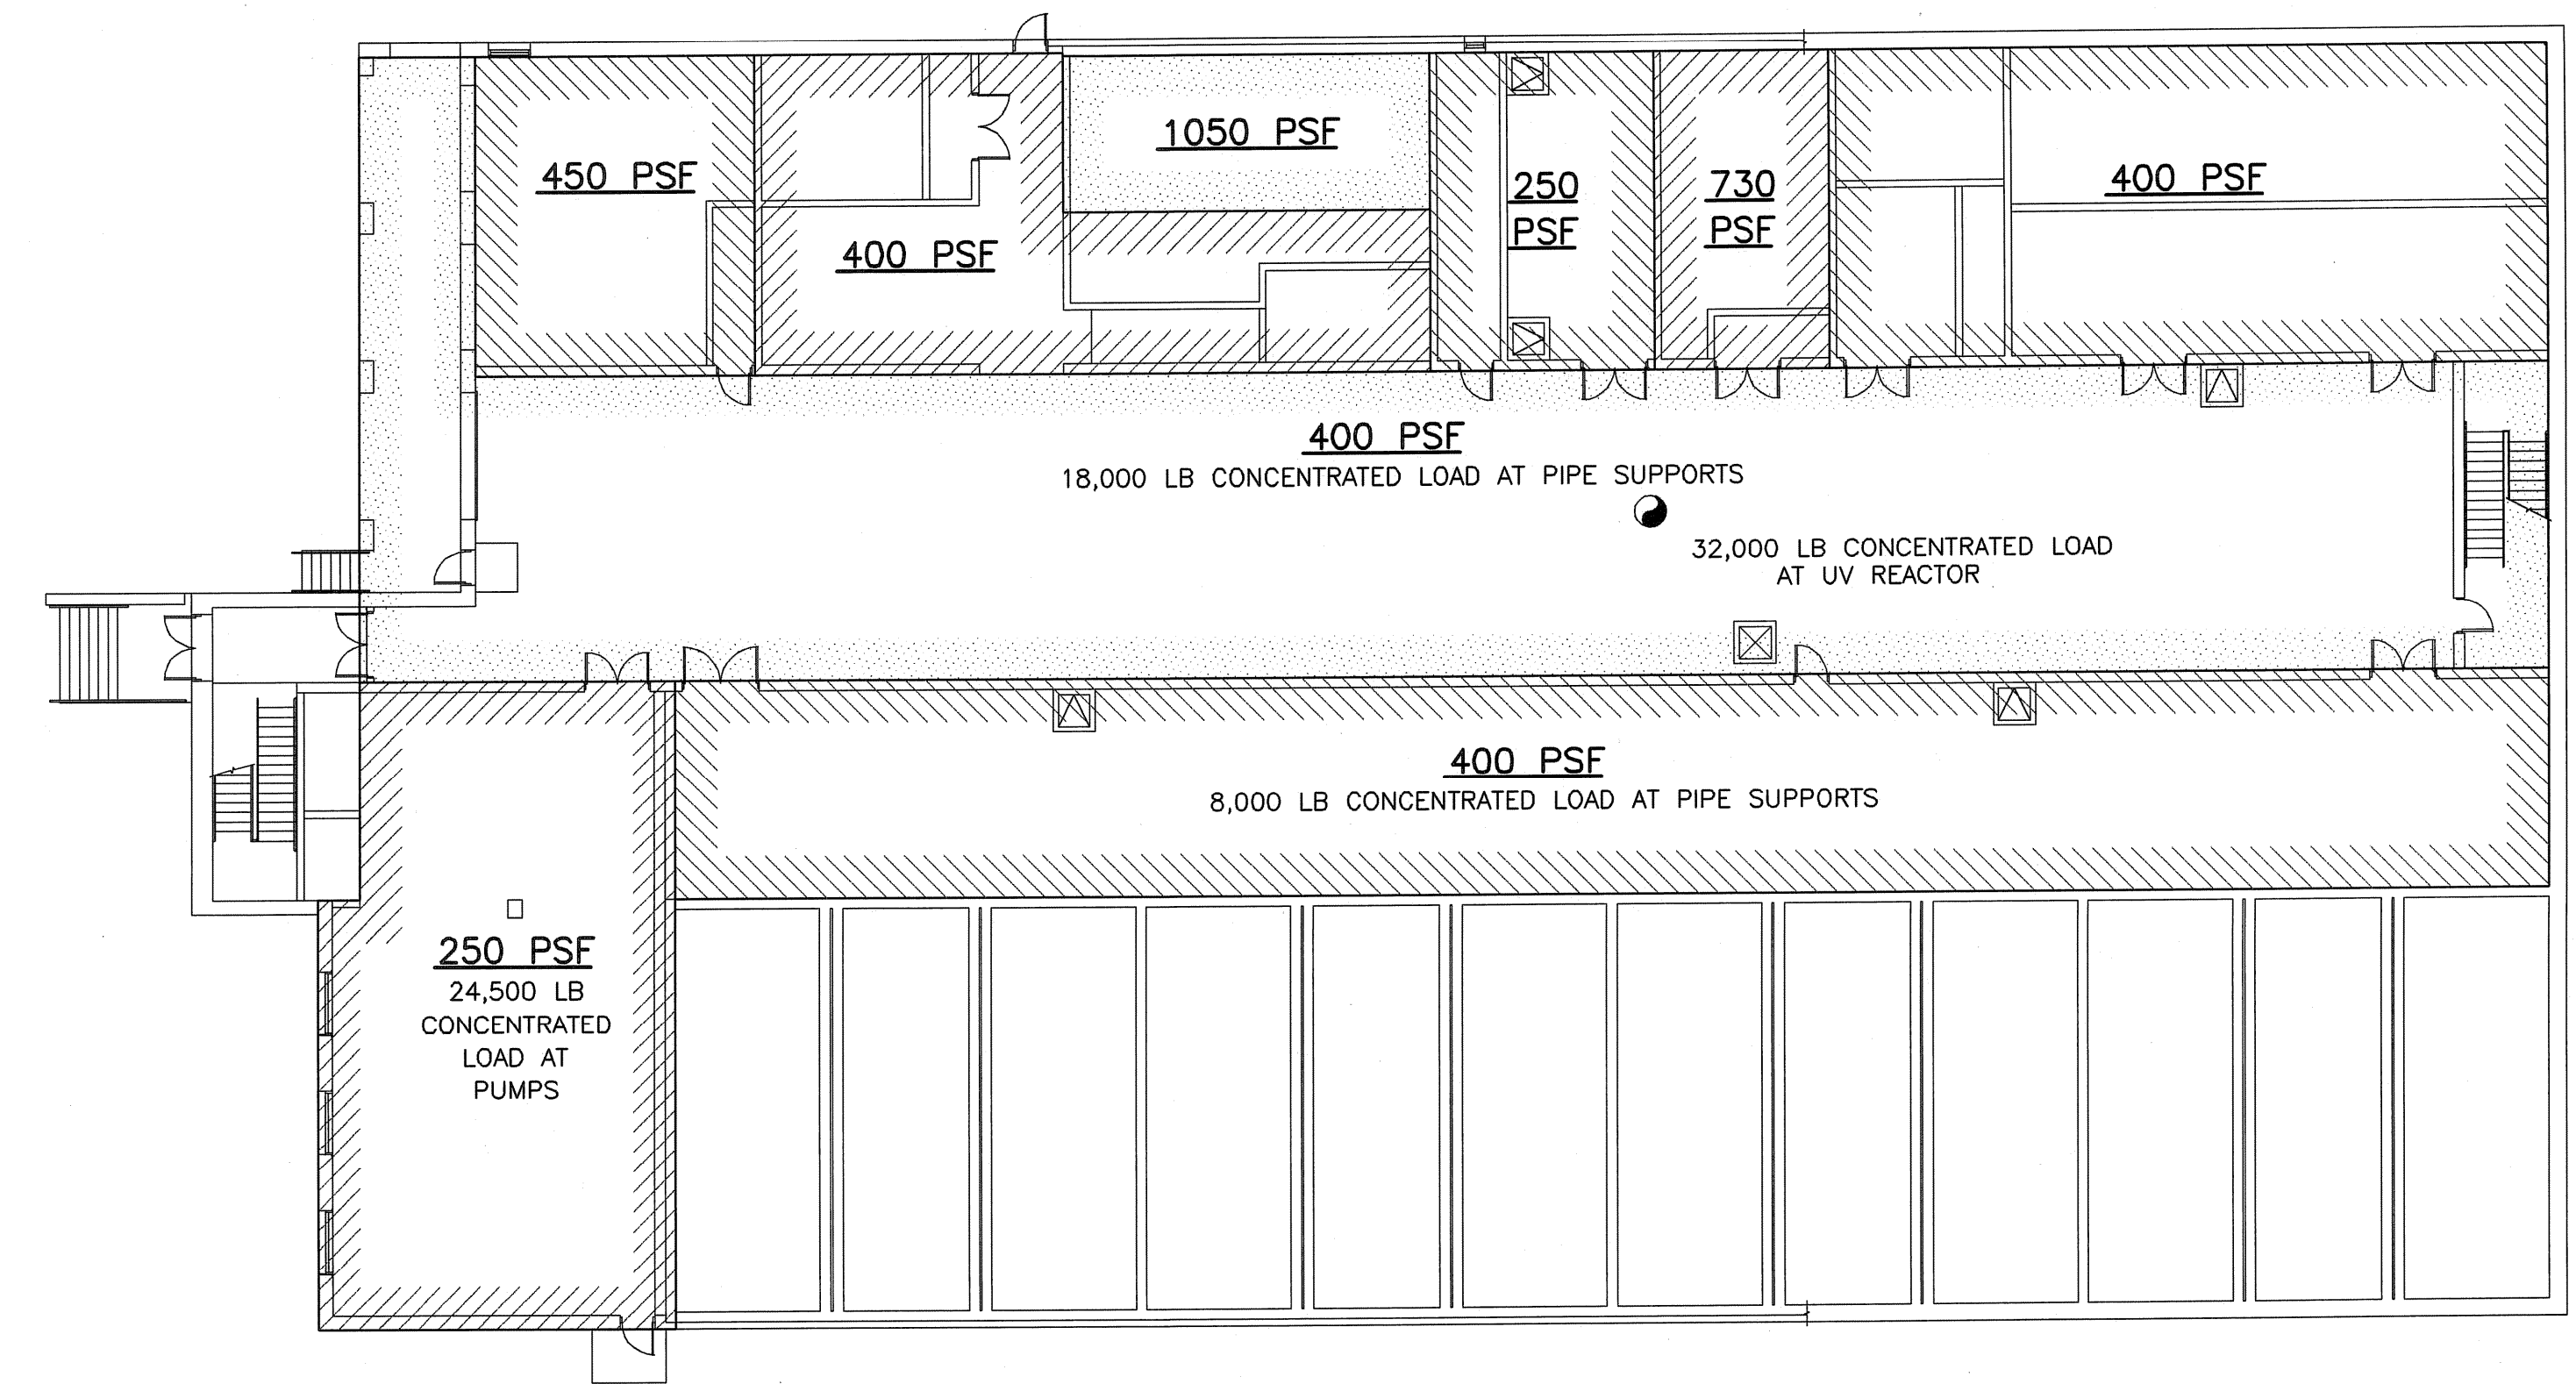 450 PSF
400 PSF
1050 PSF
250
PSF
730
PSF
400 PSF
400 PSF
18,000 LB CONCENTRATED LOAD AT PIPE SUPPORTS
32,000 LB CONCENTRATED LOAD
AT UV REACTOR
400 PSF
8,000 LB CONCENTRATED LOAD AT PIPE SUPPORTS
250 PSF
24,500 LB
CONCENTRATED
LOAD AT
PUMPS